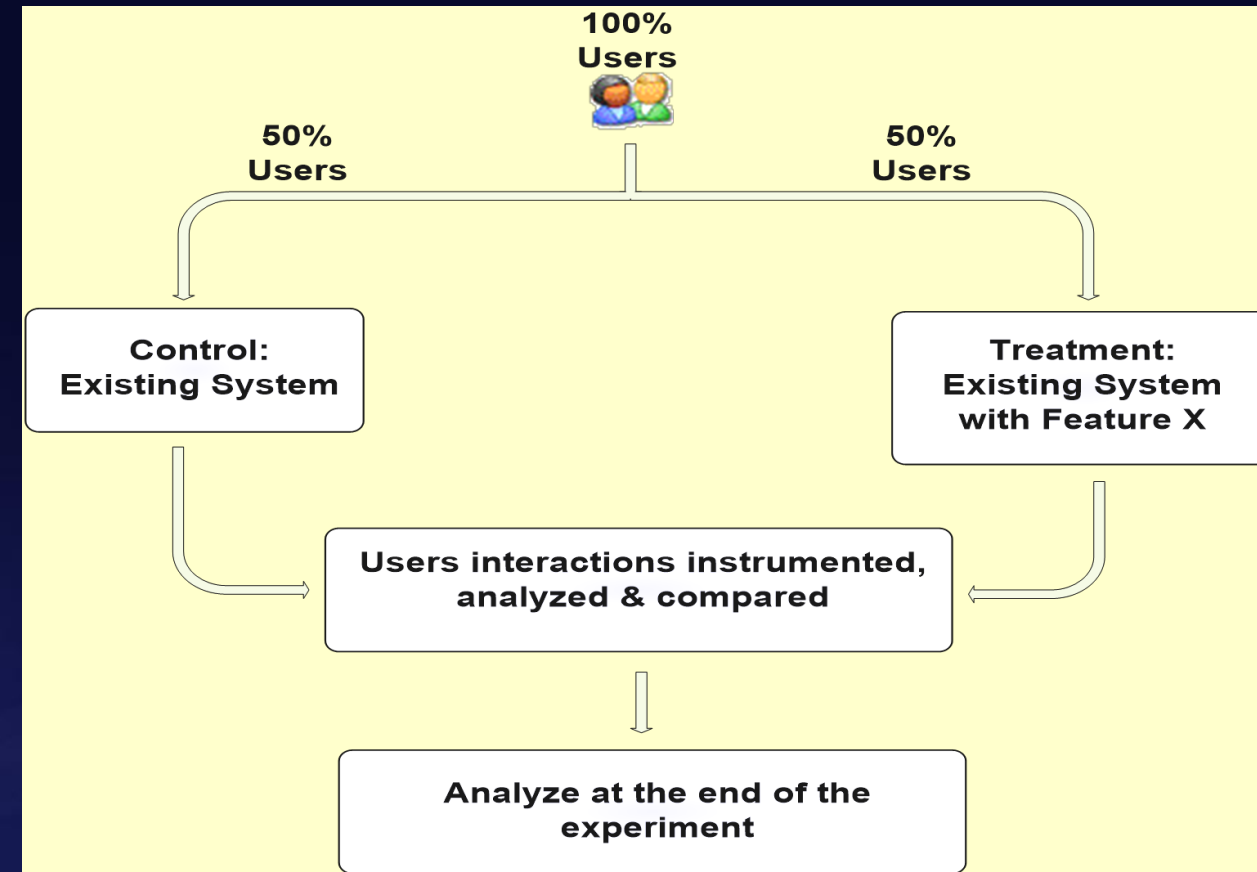 100%
Users
50%
Users
50%
Users
Control:
Existing System
Treatment:
Existing System
with Feature X
Users interactions instrumented,
analyzed & compared
Analyze at the end of the
experiment